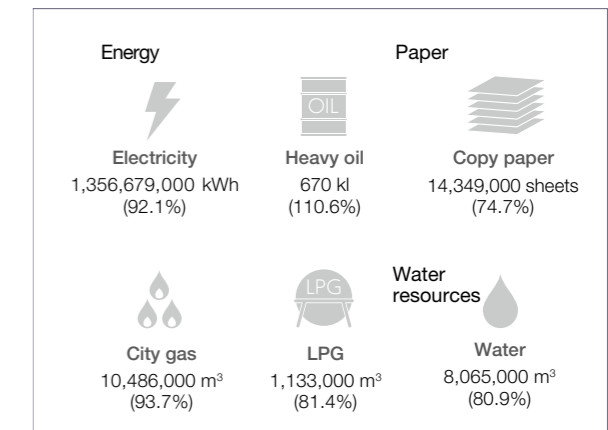 Energy
Paper
OIL
Electricity
1,356,679,000 kWh
(92.1%)
Heavy oil
670 kl
(110.6%)
Copy paper
14,349,000 sheets
(74.7%)
LPG
Water
resources
City gas
10,486,000 m³
(93.7%)
LPG
1,133,000 m³
(81.4%)
Water
8,065,000 m³
(80.9%)